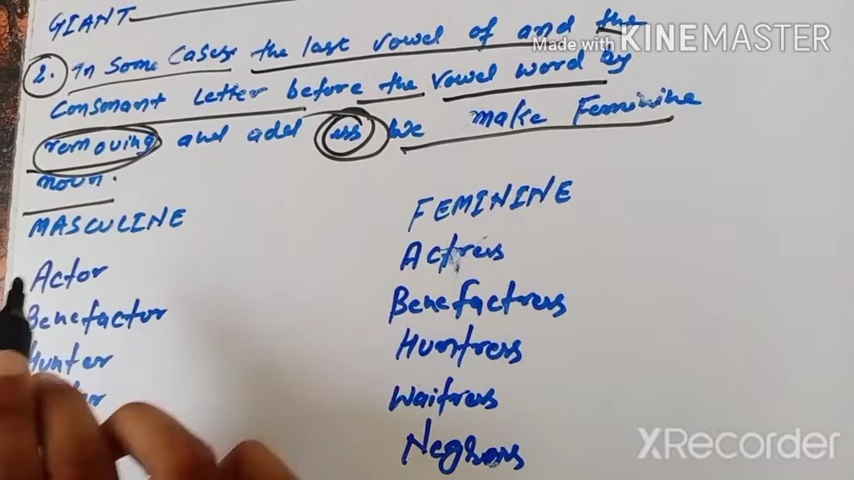 GIANT
2. In some cases the last vowel of and the
Made with KINEMASTER
consonant letter before the vowel word by
removing and add ess we make Feminine
noun.
MASCULINE FEMININE
Actor Actress
Benefactor Benefactress
Hunter Huntress
Waitress
XRecorder